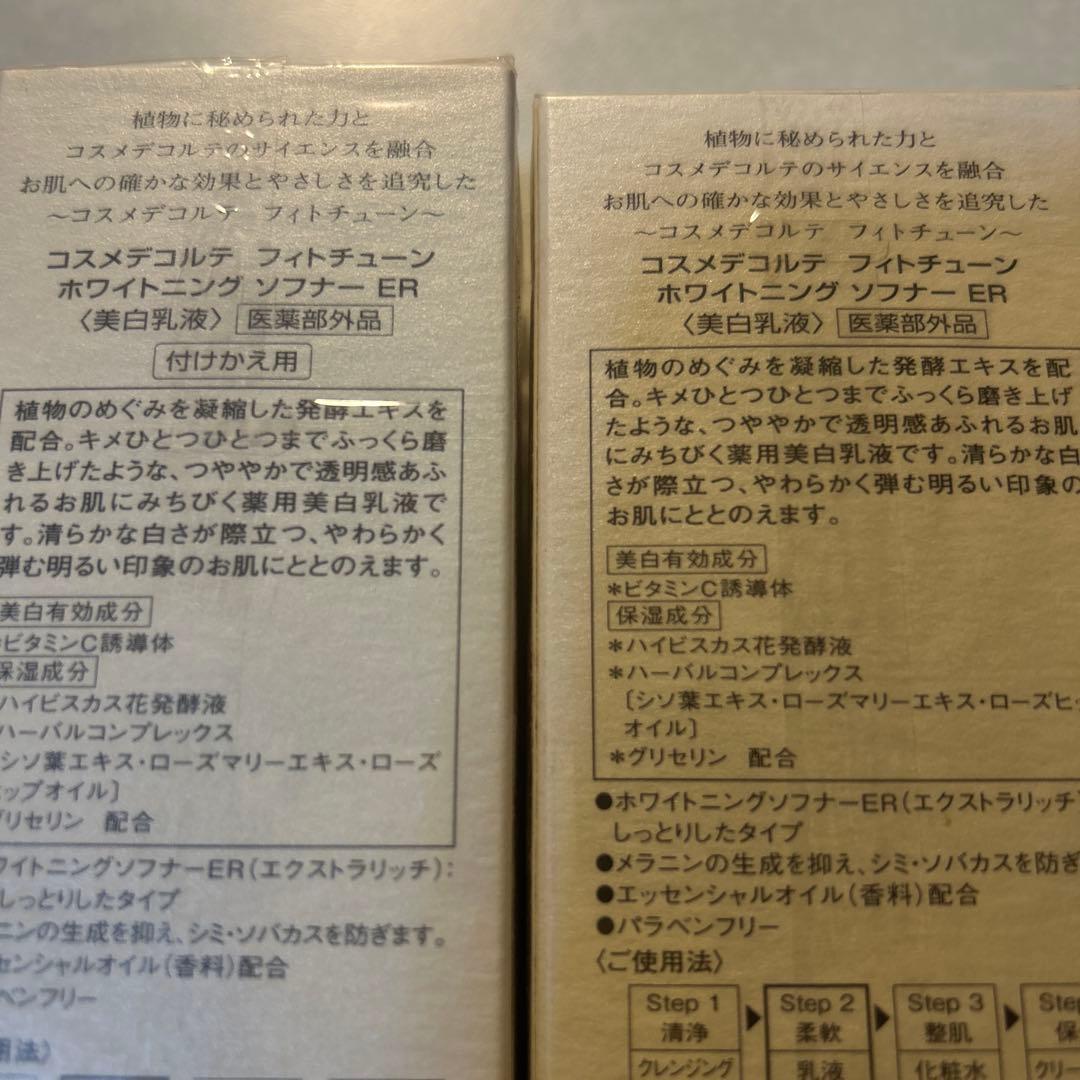 植物に秘められた力と
コスメデコルテのサイエンスを融合
お肌への確かな効果とやさしさを追究した
~コスメデコルテ フィトチューン~
コスメデコルテ フィトチューン
ホワイトニング ソフナー ER
〈美白乳液〉 医薬部外品
付けかえ用
植物のめぐみを凝縮した発酵エキスを
配合。キメひとつひとつまでふっくら磨
き上げたような、つややかで透明感あふ
れるお肌にみちびく薬用美白乳液で
す。清らかな白さが際立つ、やわらかく
弾む明るい印象のお肌にととのえます。
美白有効成分
ビタミンC誘導体
保湿成分
ハイビスカス花発酵液
ハーバルコンプレックス
シソ葉エキス・ローズマリーエキス・ローズ
ップオイル〕
グリセリン 配合
ワイトニングソフナーER(エクストラリッチ):
しっとりしたタイプ
ニンの生成を抑え、シミ・ソバカスを防ぎます。
センシャルオイル(香料)配合
ベンフリー
用法〉
植物に秘められた力と
コスメデコルテのサイエンスを融合
お肌への確かな効果とやさしさを追究した
~コスメデコルテ フィトチューン~
コスメデコルテ フィトチューン
ホワイトニング ソフナー ER
〈美白乳液〉 医薬部外品
植物のめぐみを凝縮した発酵エキスを配
合。キメひとつひとつまでふっくら磨き上げ
たような、つややかで透明感あふれるお肌
にみちびく薬用美白乳液です。清らかな白
さが際立つ、やわらかく弾む明るい印象の
お肌にととのえます。
美白有効成分
*ビタミンC誘導体
保湿成分
*ハイビスカス花発酵液
*ハーバルコンプレックス
〔シソ葉エキス・ローズマリーエキス・ローズヒッ
オイル〕
*グリセリン 配合
●ホワイトニングソフナーER(エクストラリッチ)
しっとりしたタイプ
●メラニンの生成を抑え、シミ・ソバカスを防ぎ
●エッセンシャルオイル(香料)配合
●パラベンフリー
〈ご使用法〉
Step 1 ▶ Step 2 ▶ Step 3 ▶ Step
清浄 柔軟 整肌 保
クレンジング 乳液 化粧水 クリー